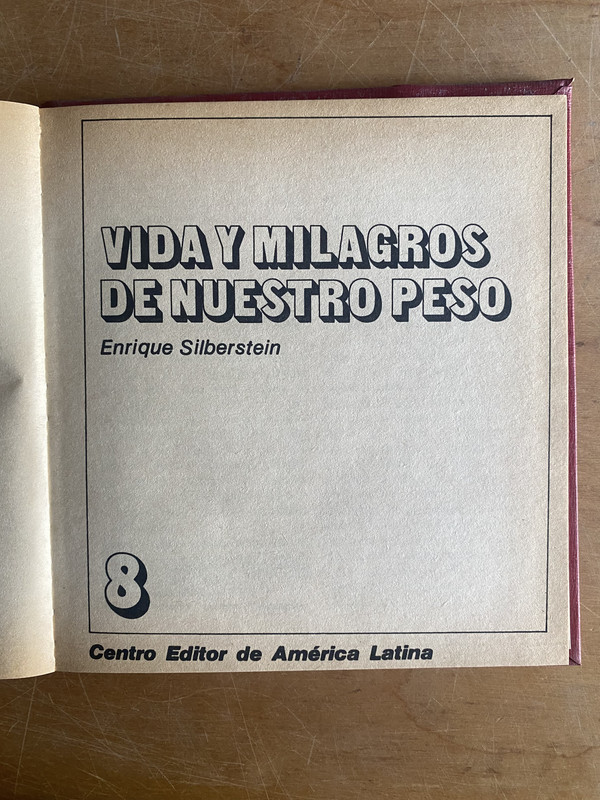 VIDA Y MILAGROS
DE NUESTRO PESO
Enrique Silberstein
8
Centro Editor de América Latina